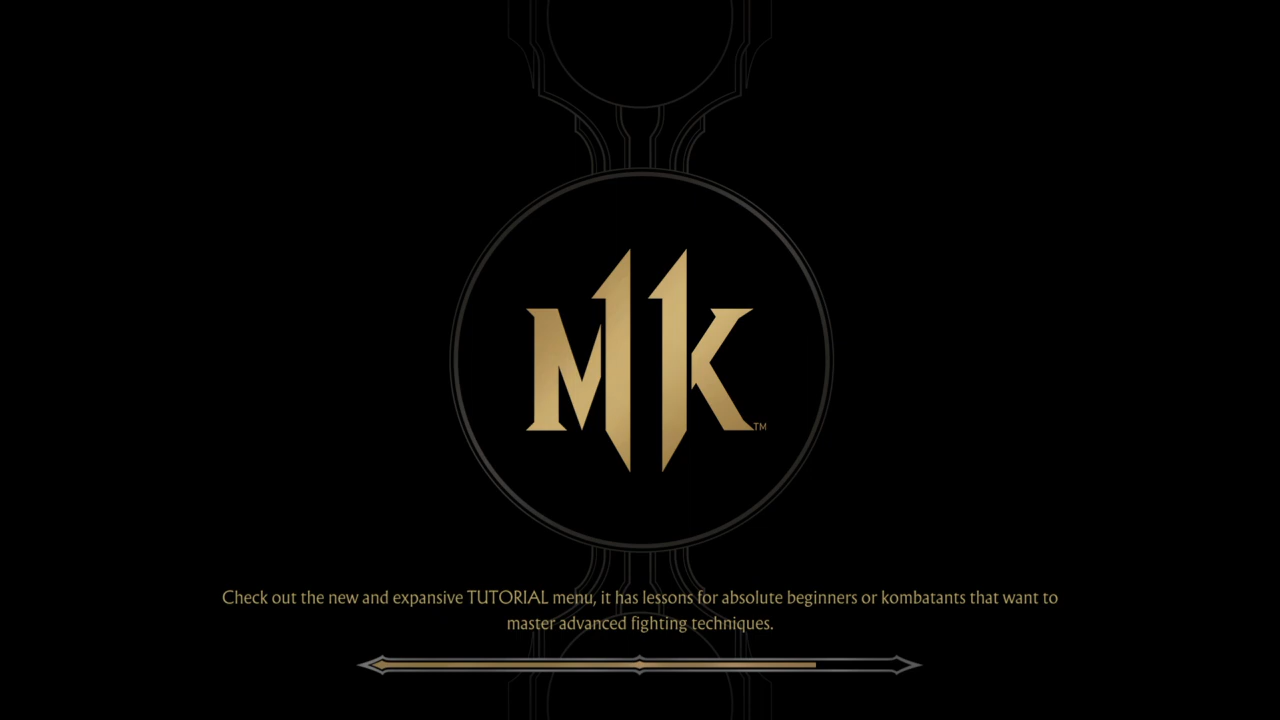 M11K™
Check out the new and expansive TUTORIAL menu, it has lessons for absolute beginners or kombatants that want to
master advanced fighting techniques.